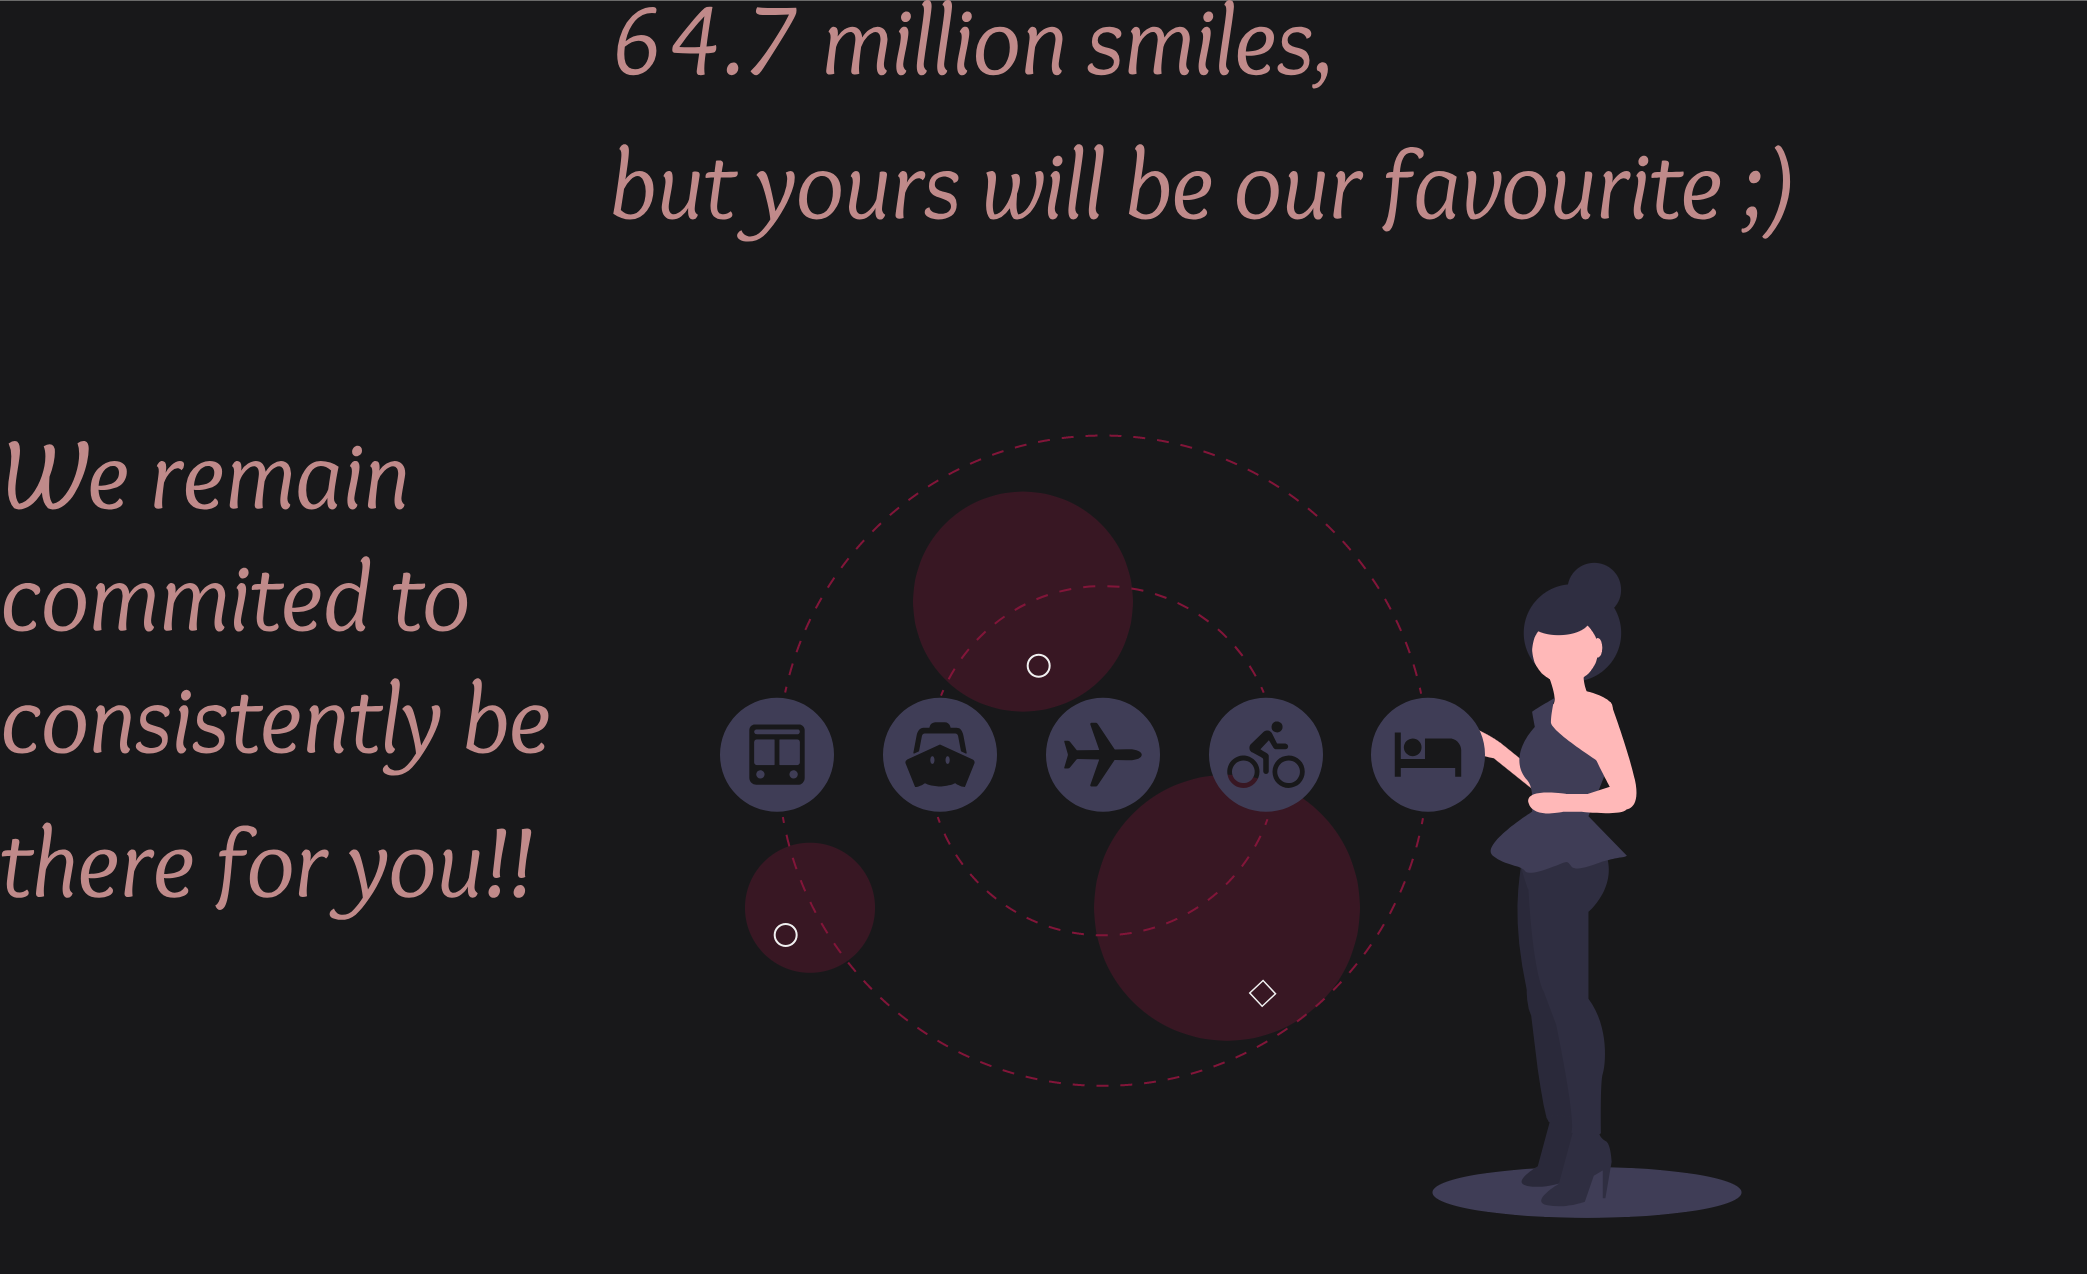 64.7 million smiles,
but yours will be our favourite ;)
We remain
commited to
consistently be
there for you!!